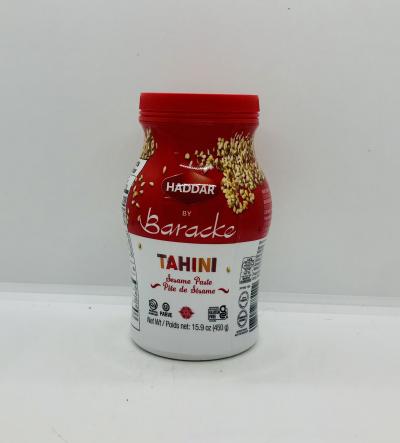 HADDAR
BY
Baracke
TAHINI
Sesame Paste
Pâte de Sésame
PARVE
Net Wt / Poids net: 15.9 oz (450 g)